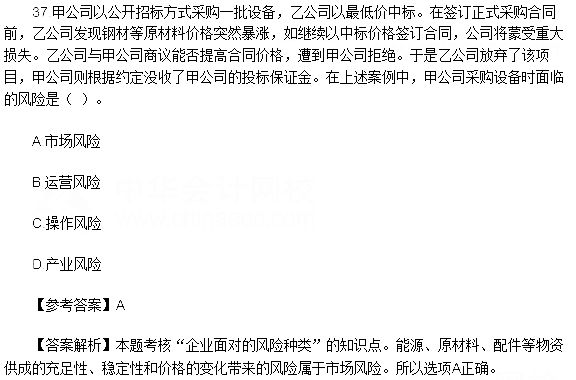 37 甲公司以公开招标方式采购一批设备，乙公司以最低价中标。在签订正式采购合同
前，乙公司发现钢材等原材料价格突然暴涨，如继续以中标价格签订合同，公司将蒙受重大
损失。乙公司与甲公司商议能否提高合同价格，遭到甲公司拒绝。于是乙公司放弃了该项
目，甲公司则根据约定没收了甲公司的投标保证金。在上述案例中，甲公司采购设备时面临
的风险是（ ）。
A 市场风险
B 运营风险
中华会计网校
C 操作风险
www.chinaacc.com
D 产业风险
【参考答案】A
【答案解析】本题考核“企业面对的风险种类”的知识点。能源、原材料、配件等物资
供成的充足性、稳定性和价格的变化带来的风险属于市场风险。所以选项A正确。